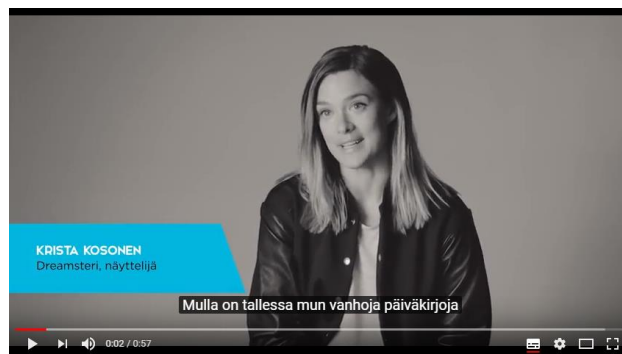 KRISTA KOSONEN
Dreamsteri, näyttelijä
Mulla on tallessa mun vanhoja päiväkirjoja
0:02 / 0:57